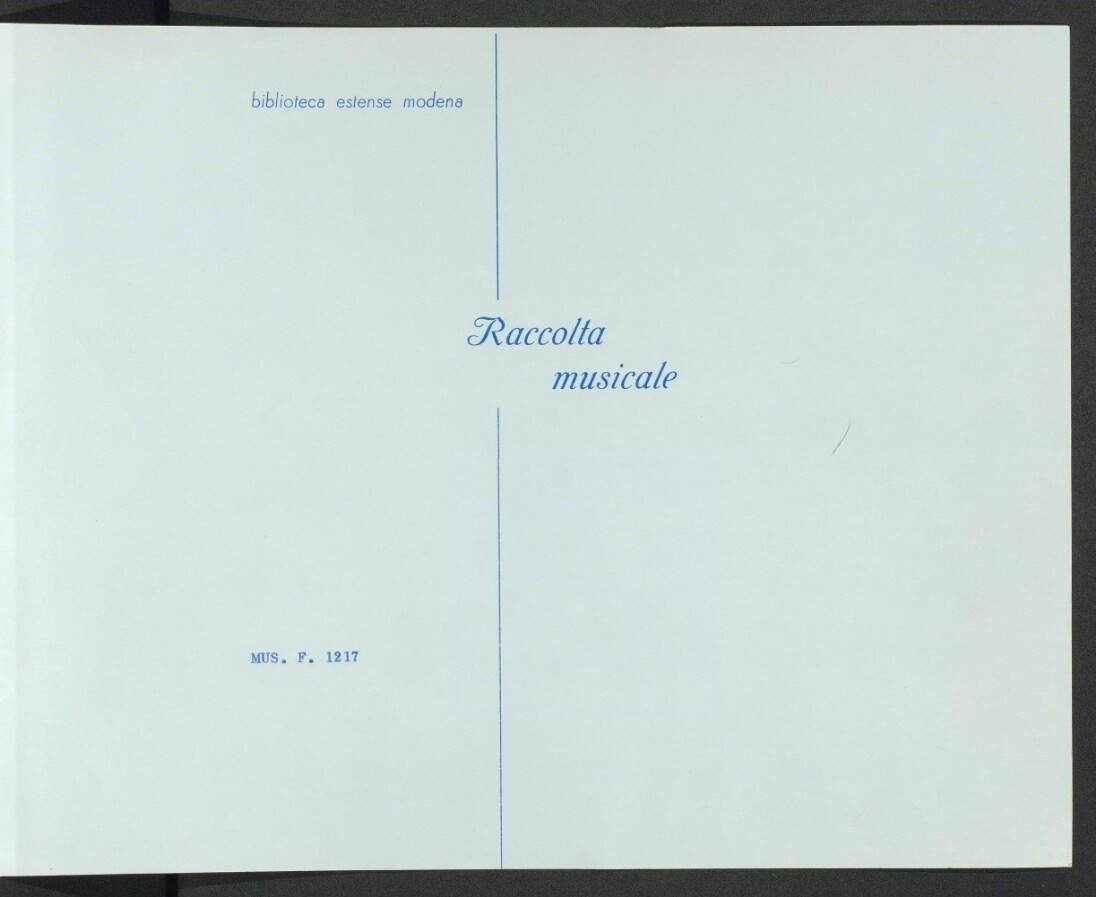 biblioteca estense modena
Raccolta
musicale
MUS. F. 1217